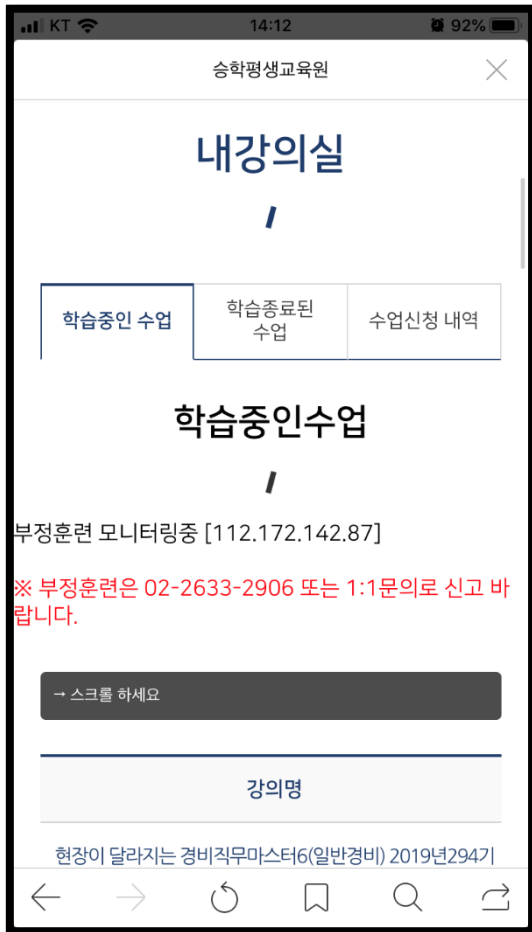 KT 14:12 92%
승학평생교육원
내강의실
학습중인 수업
학습종료된
수업
수업신청 내역
학습중인수업
부정훈련 모니터링중 [112.172.142.87]
※ 부정훈련은 02-2633-2906 또는 1:1문의로 신고 바
랍니다.
→ 스크롤 하세요
강의명
현장이 달라지는 경비직무마스터6(일반경비) 2019년294기